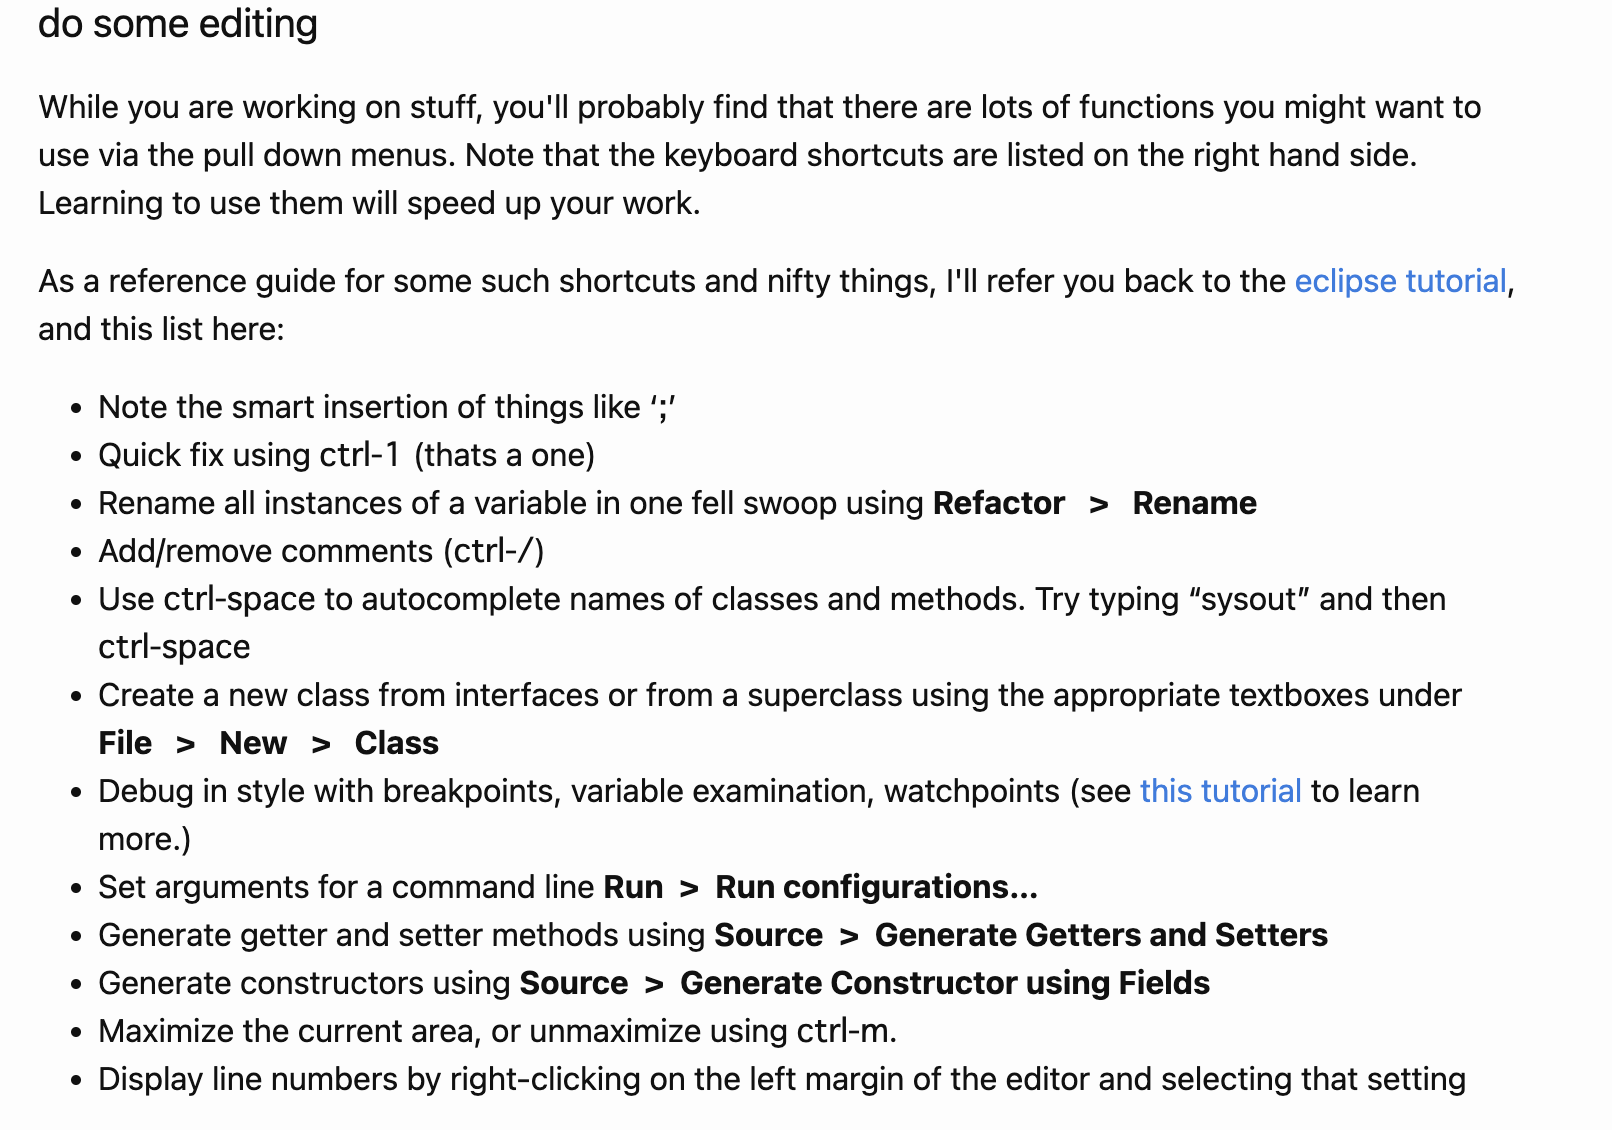 do some editing
While you are working on stuff, you'll probably find that there are lots of functions you might want to
use via the pull down menus. Note that the keyboard shortcuts are listed on the right hand side.
Learning to use them will speed up your work.
As a reference guide for some such shortcuts and nifty things, I'll refer you back to the eclipse tutorial,
and this list here:
• Note the smart insertion of things like ‘;’
• Quick fix using ctrl-1 (thats a one)
• Rename all instances of a variable in one fell swoop using Refactor > Rename
• Add/remove comments (ctrl-/)
• Use ctrl-space to autocomplete names of classes and methods. Try typing “sysout” and then
ctrl-space
• Create a new class from interfaces or from a superclass using the appropriate textboxes under
File > New > Class
• Debug in style with breakpoints, variable examination, watchpoints (see this tutorial to learn
more.)
• Set arguments for a command line Run > Run configurations...
• Generate getter and setter methods using Source > Generate Getters and Setters
• Generate constructors using Source > Generate Constructor using Fields
• Maximize the current area, or unmaximize using ctrl-m.
• Display line numbers by right-clicking on the left margin of the editor and selecting that setting